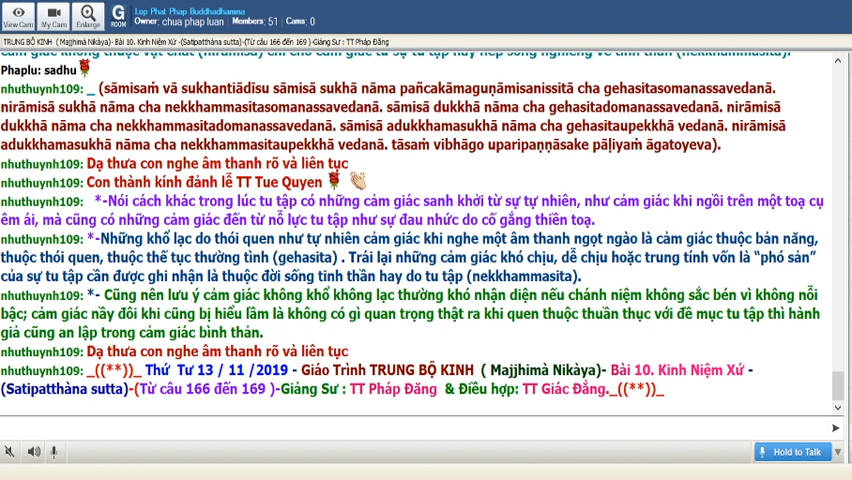 Lop Phat Phap Buddhadhamma
Owner: chua phap luan Members: 51 Cams: 0
View Cam
My Cam
Enlarge
G
ROOM
TRUNG BỘ KINH ( Majjhimà Nikàya)- Bài 10. Kinh Niệm Xứ -(Satipatthàna sutta)-(Từ câu 166 đến 169 )-Giảng Sư : TT Pháp Đăng
Phaplu: sadhu
nhuthuynh109: _ (sāmisaṁ vā sukhantiādīsu sāmisā sukhā nāma pañcakāmaguṇāmisanissitā cha gehasitasomanassavedanā.
nirāmisā sukhā nāma cha nekkhammasitasomanassavedanā. sāmisā dukkhā nāma cha gehasitadomanassavedanā. nirāmisā
dukkhā nāma cha nekkhammasitadomanassavedanā. sāmisā adukkhamasukhā nāma cha gehasitaupekkhā vedanā. nirāmisā
adukkhamasukhā nāma cha nekkhammasitaupekkhā vedanā. tāsaṁ vibhāgo uparipaṇṇāsake pāḷiyaṁ āgatoyeva).
nhuthuynh109: Dạ thưa con nghe âm thanh rõ và liên tục
nhuthuynh109: Con thành kính đảnh lễ TT Tue Quyen
nhuthuynh109: *-Nói cách khác trong lúc tu tập có những cảm giác sanh khởi từ sự tự nhiên, như cảm giác khi ngồi trên một toạ cụ
êm ái, mà cũng có những cảm giác đến từ nỗ lực tu tập như sự đau nhức do cố gắng thiền toạ.
nhuthuynh109: *-Những khổ lạc do thói quen như tự nhiên cảm giác khi nghe một âm thanh ngọt ngào là cảm giác thuộc bản năng,
thuộc thói quen, thuộc thế tục thường tình (gehasita) . Trái lại những cảm giác khó chịu, dễ chịu hoặc trung tính vốn là “phó sản”
của sự tu tập cần được ghi nhận là thuộc đời sống tinh thần hay do tu tập (nekkhammasita).
nhuthuynh109: *- Cũng nên lưu ý cảm giác không khổ không lạc thường khó nhận diện nếu chánh niệm không sắc bén vì không nỗi
bậc; cảm giác nầy đôi khi cũng bị hiểu lầm là không có gì quan trọng thật ra khi quen thuộc thuần thục với đề mục tu tập thì hành
giả cũng an lập trong cảm giác bình thản.
nhuthuynh109: Dạ thưa con nghe âm thanh rõ và liên tục
nhuthuynh109: _((**))_ Thứ Tư 13 / 11 /2019 - Giáo Trình TRUNG BỘ KINH ( Majjhimà Nikàya)- Bài 10. Kinh Niệm Xứ -
(Satipatthàna sutta)-(Từ câu 166 đến 169 )-Giảng Sư : TT Pháp Đăng & Điều hợp: TT Giác Đẳng._((**))_
Hold to Talk